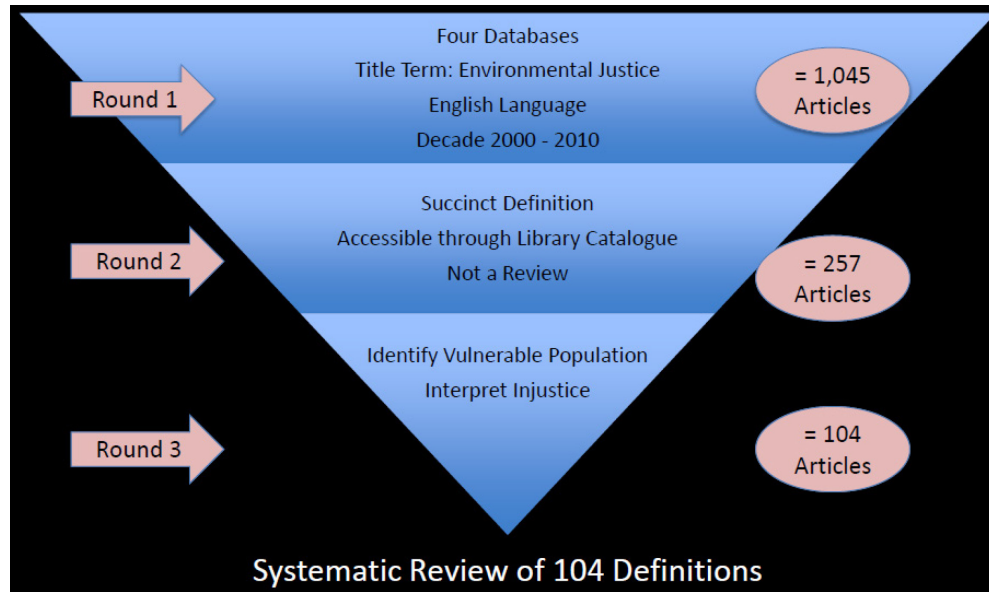 Four Databases
Title Term: Environmental Justice
English Language
Decade 2000 - 2010
Round 1
= 1,045
Articles
Succinct Definition
Accessible through Library Catalogue
Not a Review
Round 2
= 257
Articles
Identify Vulnerable Population
Interpret Injustice
Round 3
= 104
Articles
Systematic Review of 104 Definitions